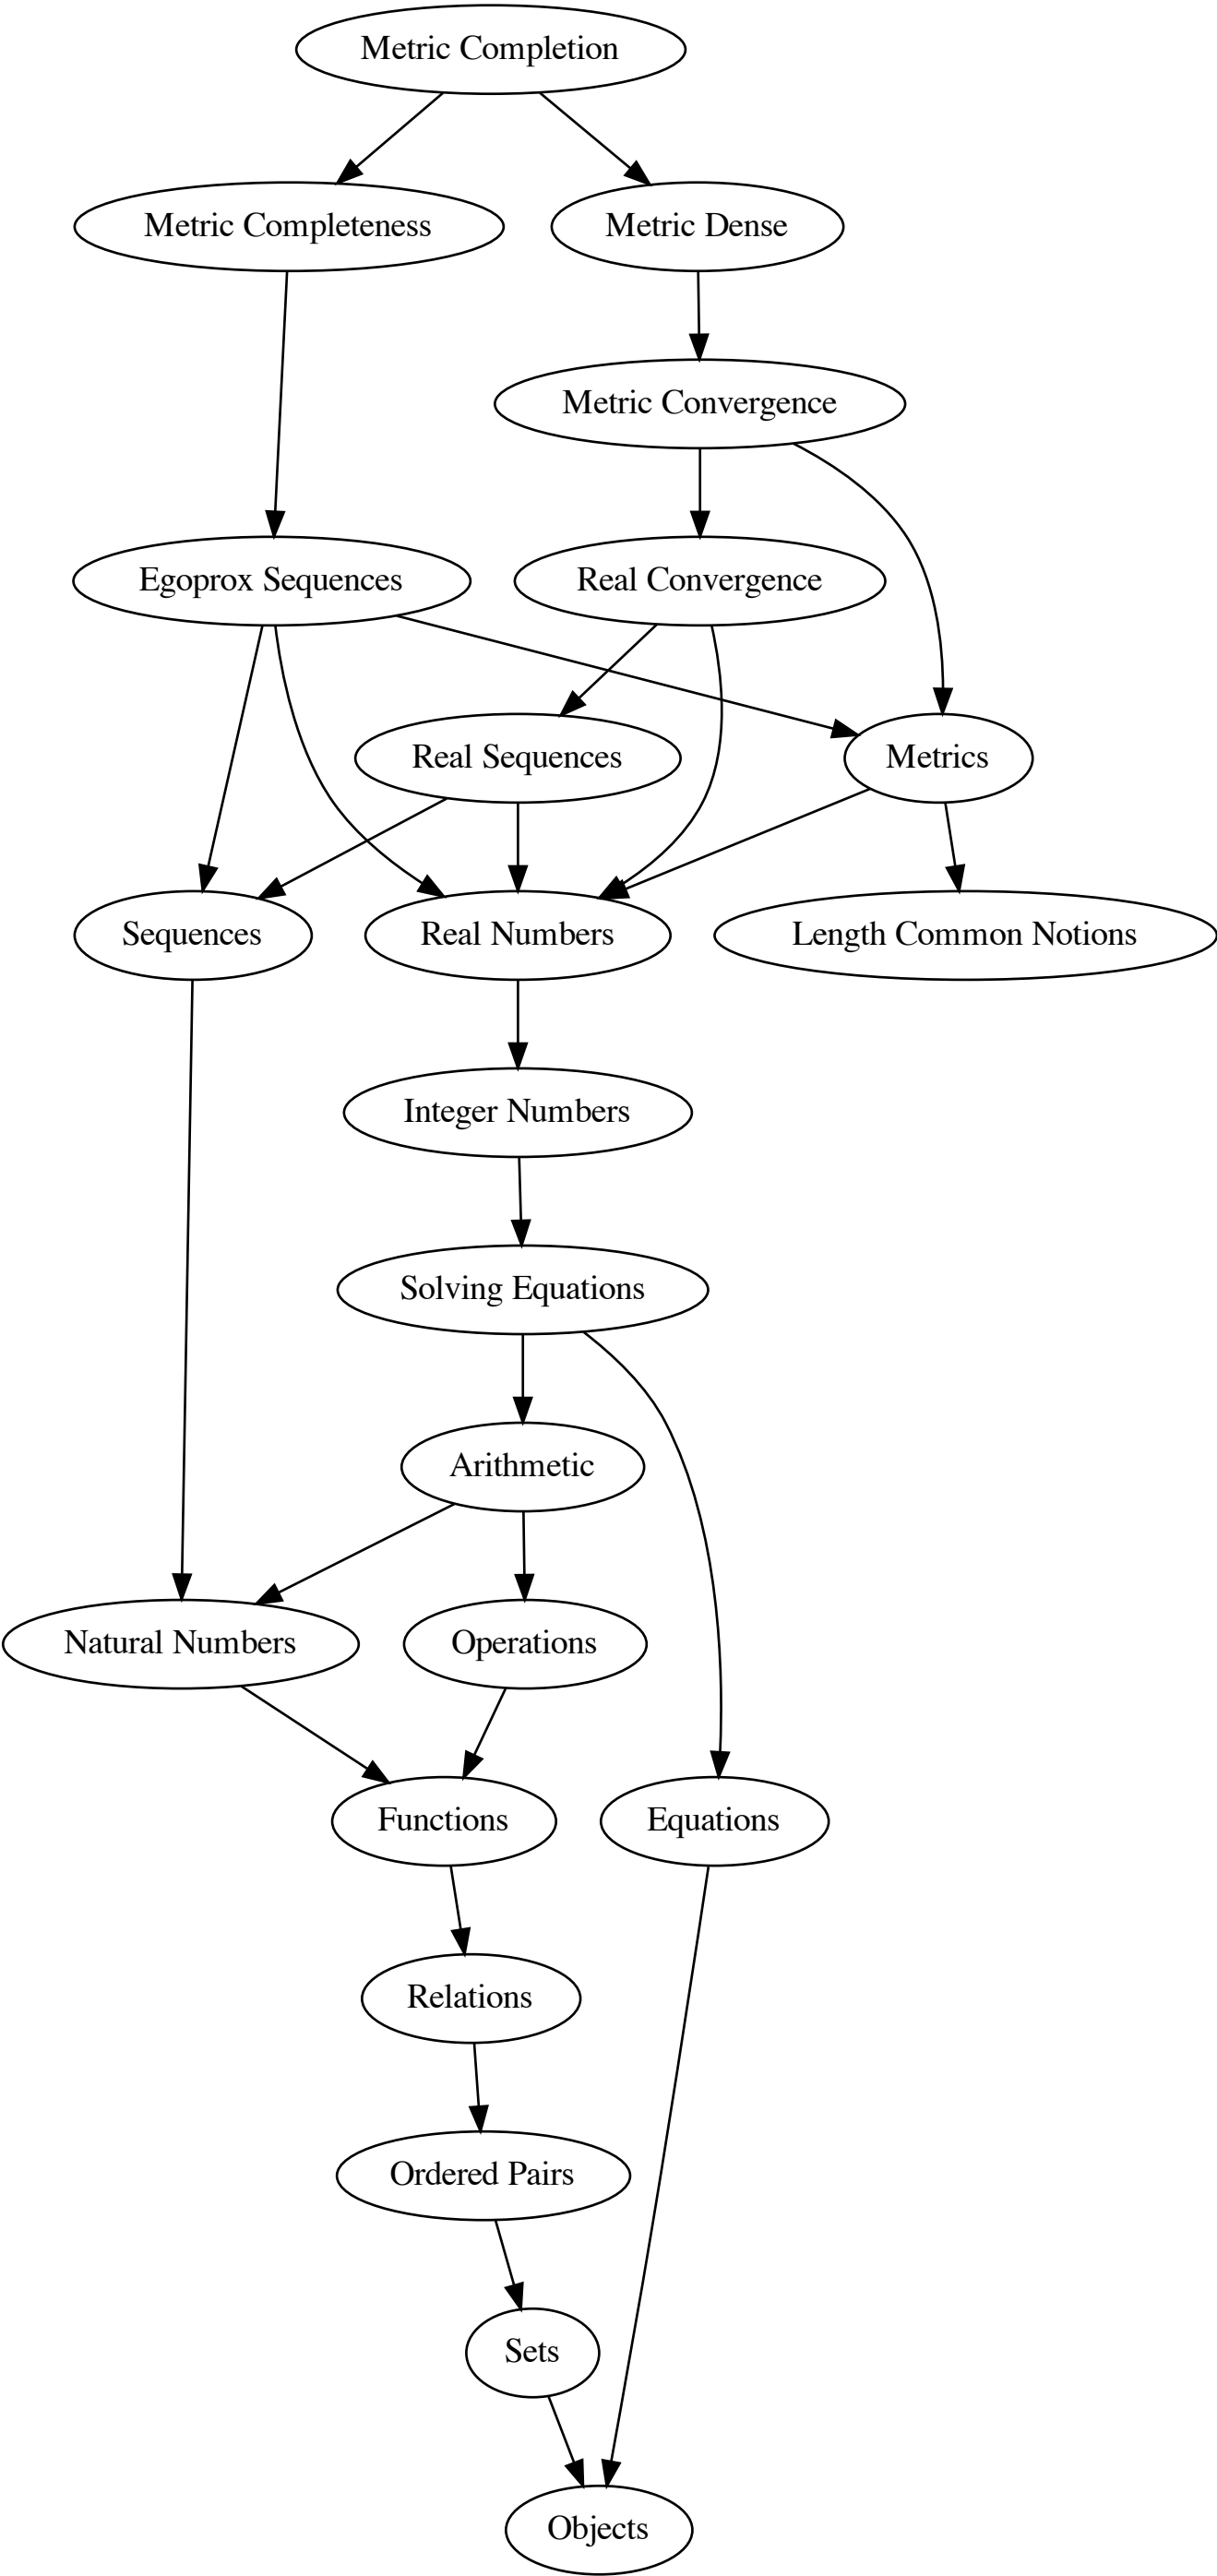 Metric Completion
Metric Completeness
Metric Dense
Metric Convergence
Egoprox Sequences
Real Convergence
Real Sequences
Metrics
Sequences
Real Numbers
Length Common Notions
Integer Numbers
Solving Equations
Arithmetic
Natural Numbers
Operations
Functions
Equations
Relations
Ordered Pairs
Sets
Objects